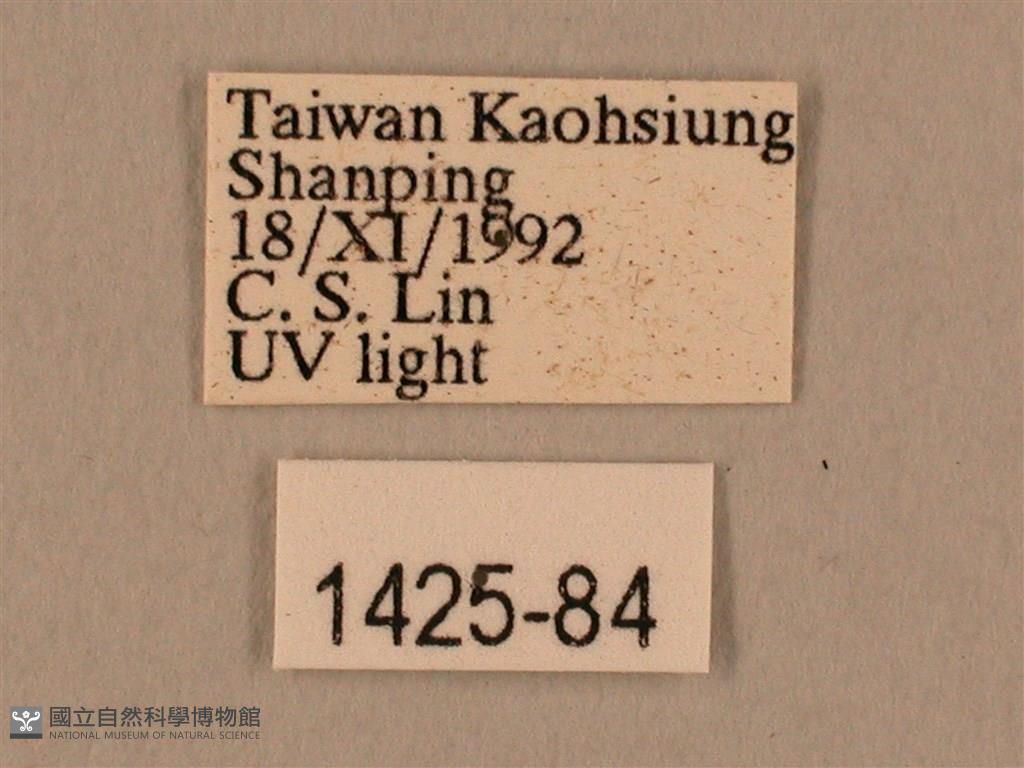 Taiwan Kaohsiung
Shanping
18/XI/1992
C. S. Lin
UV light
1425-84
國立自然科學博物館
NATIONAL MUSEUM OF NATURAL SCIENCE